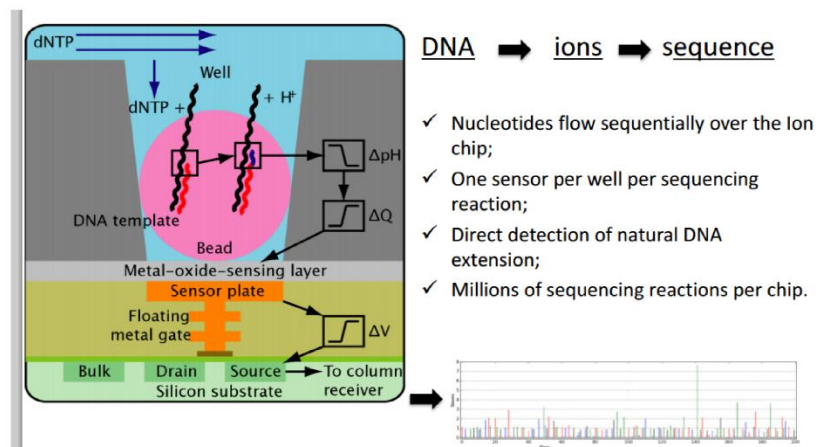 dNTP
Well
dNTP +
+ H⁺
ΔpH
ΔQ
DNA template
Bead
Metal-oxide-sensing layer
Sensor plate
Floating
metal gate
ΔV
Bulk
Drain
Source
To column
receiver
Silicon substrate
DNA ions sequence
✓ Nucleotides flow sequentially over the Ion
chip;
✓ One sensor per well per sequencing
reaction;
✓ Direct detection of natural DNA
extension;
✓ Millions of sequencing reactions per chip.